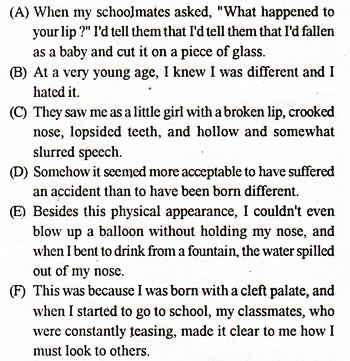 (A) When my schoolmates asked, "What happened to
your lip ?" I'd tell them that I'd tell them that I'd fallen
as a baby and cut it on a piece of glass.
(B) At a very young age, I knew I was different and I
hated it.
(C) They saw me as a little girl with a broken lip, crooked
nose, lopsided teeth, and hollow and somewhat
slurred speech.
(D) Somehow it seemed more acceptable to have suffered
an accident than to have been born different.
(E) Besides this physical appearance, I couldn't even
blow up a balloon without holding my nose, and
when I bent to drink from a fountain, the water spilled
out of my nose.
(F) This was because I was born with a cleft palate, and
when I started to go to school, my classmates, who
were constantly teasing, made it clear to me how I
must look to others.